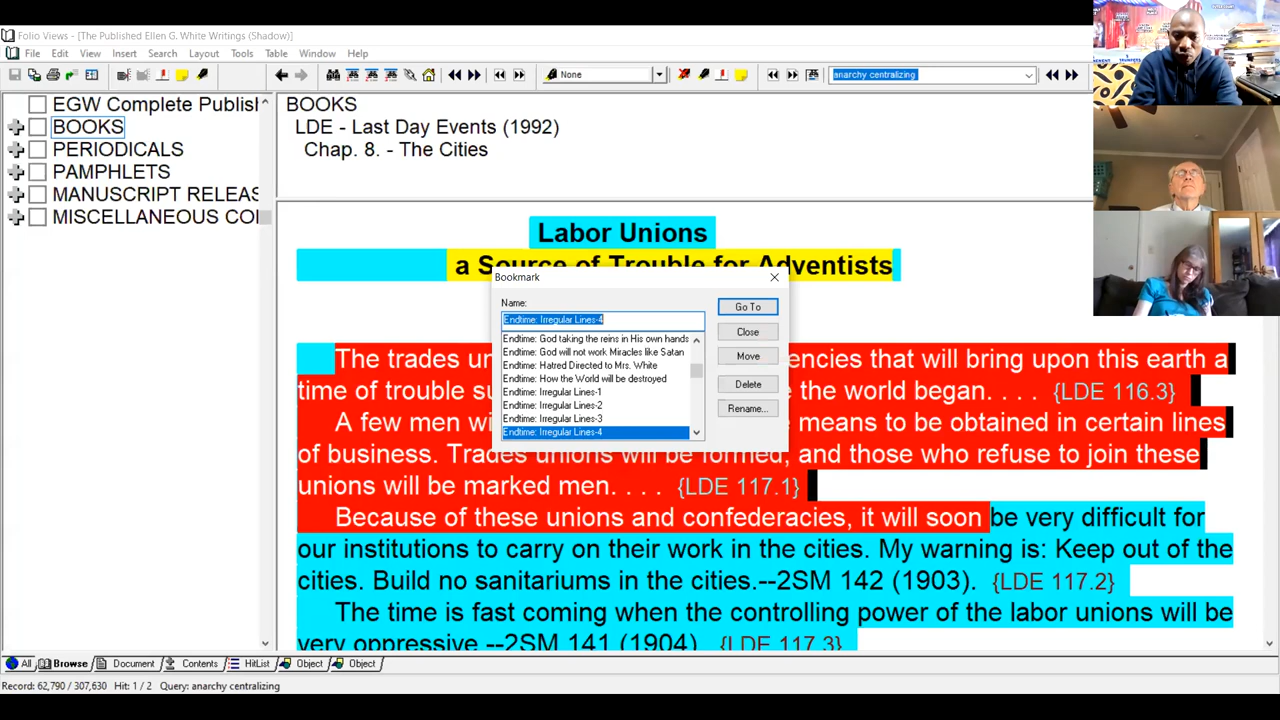 Folio Views - [The Published Ellen G. White Writings (Shadow)]
File Edit View Insert Search Layout Tools Table Window Help
None
anarchy centralizing
EGW Complete Publisl
BOOKS
PERIODICALS
PAMPHLETS
MANUSCRIPT RELEAS
MISCELLANEOUS CO
BOOKS
LDE - Last Day Events (1992)
Chap. 8. - The Cities
Labor Unions
a Source of Trouble for Adventists
Bookmark
Name:
Endtime: Irregular Lines-4
Endtime: God taking the reins in His own hands
Endtime: God will not work Miracles like Satan
Endtime: Hatred Directed to Mrs. White
Endtime: How the World will be destroyed
Endtime: Irregular Lines-1
Endtime: Irregular Lines-2
Endtime: Irregular Lines-3
Endtime: Irregular Lines-4
Go To
Close
Move
Delete
Rename...
The trades un encies that will bring upon this earth a
time of trouble su the world began. . . . {LDE 116.3}
A few men wi means to be obtained in certain lines
of business. Trades unions will be formed, and those who refuse to join these
unions will be marked men. . . . {LDE 117.1}
Because of these unions and confederacies, it will soon be very difficult for
our institutions to carry on their work in the cities. My warning is: Keep out of the
cities. Build no sanitariums in the cities.--2SM 142 (1903). {LDE 117.2}
The time is fast coming when the controlling power of the labor unions will be
very oppressive --2SM 141 (1904). {LDE 117.3}
All Browse Document Contents HitList Object Object
Record: 62,790 / 307,630 Hit: 1 / 2 Query: anarchy centralizing